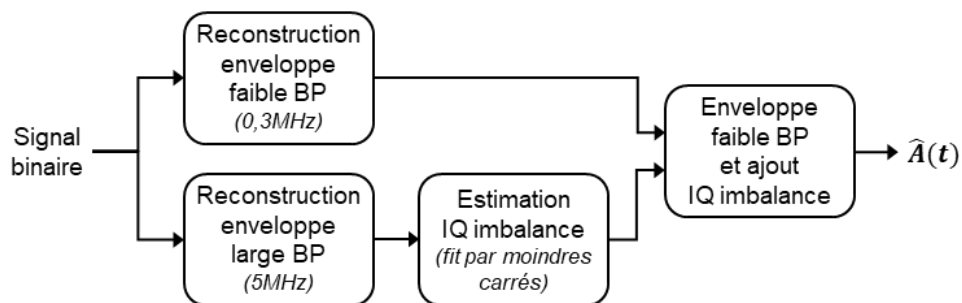 Reconstruction
enveloppe
faible BP
(0,3MHz)
Signal
binaire
Reconstruction
enveloppe
large BP
(5MHz)
Estimation
IQ imbalance
(fit par moindres
carrés)
Enveloppe
faible BP
et ajout
IQ imbalance
Â(t)